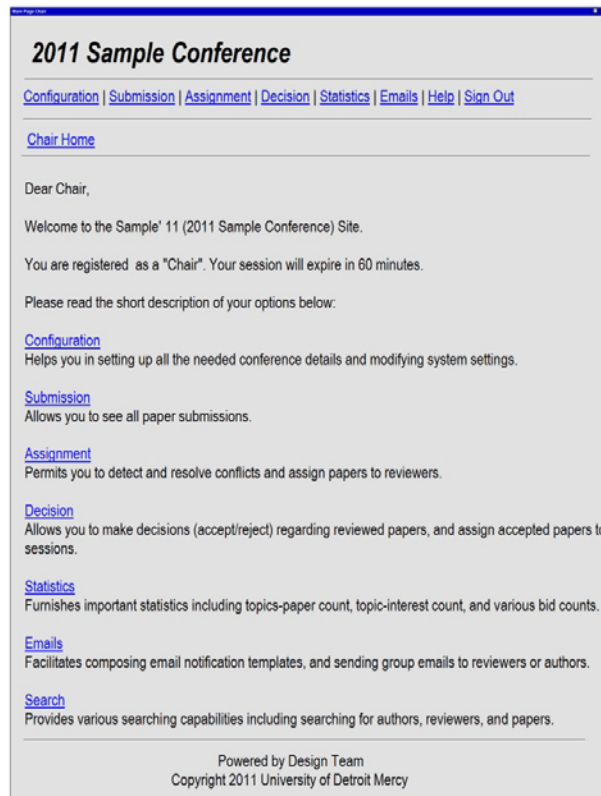 Main Page Chair
2011 Sample Conference
Configuration | Submission | Assignment | Decision | Statistics | Emails | Help | Sign Out
Chair Home
Dear Chair,
Welcome to the Sample' 11 (2011 Sample Conference) Site.
You are registered as a "Chair". Your session will expire in 60 minutes.
Please read the short description of your options below:
Configuration
Helps you in setting up all the needed conference details and modifying system settings.
Submission
Allows you to see all paper submissions.
Assignment
Permits you to detect and resolve conflicts and assign papers to reviewers.
Decision
Allows you to make decisions (accept/reject) regarding reviewed papers, and assign accepted papers to
sessions.
Statistics
Furnishes important statistics including topics-paper count, topic-interest count, and various bid counts.
Emails
Facilitates composing email notification templates, and sending group emails to reviewers or authors.
Search
Provides various searching capabilities including searching for authors, reviewers, and papers.
Powered by Design Team
Copyright 2011 University of Detroit Mercy